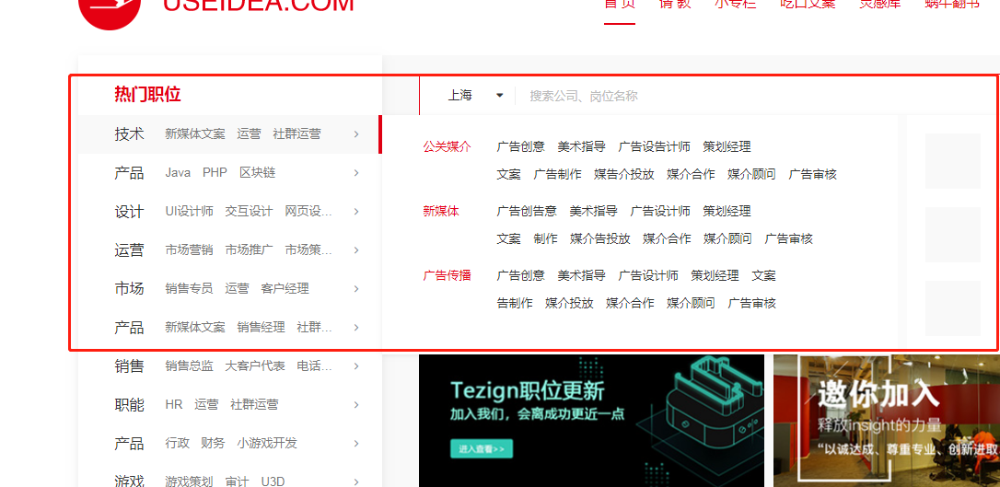 USEIDEA.COM
首页 请教 小专栏 吃口文案 灵感库 蜗牛翻书
热门职位
上海 搜索公司、岗位名称
技术 新媒体文案 运营 社群运营 >
产品 Java PHP 区块链 >
设计 UI设计师 交互设计 网页设... >
运营 市场营销 市场推广 市场策... >
市场 销售专员 运营 客户经理 >
产品 新媒体文案 销售经理 社群... >
销售 销售总监 大客户代表 电话... >
职能 HR 运营 社群运营 >
产品 行政 财务 小游戏开发 >
游戏 游戏策划 审计 U3D >
公关媒介 广告创意 美术指导 广告设告计师 策划经理
文案 广告制作 媒告介投放 媒介合作 媒介顾问 广告审核
新媒体 广告创告意 美术指导 广告设计师 策划经理
文案 制作 媒介告投放 媒介合作 媒介顾问 广告审核
广告传播 广告创意 美术指导 广告设计师 策划经理 文案
告制作 媒介投放 媒介合作 媒介顾问 广告审核
Tezign职位更新
加入我们，会离成功更近一点
进入查看>>
邀你加入
释放insight的力量
“以诚达成、尊重专业、创新进取